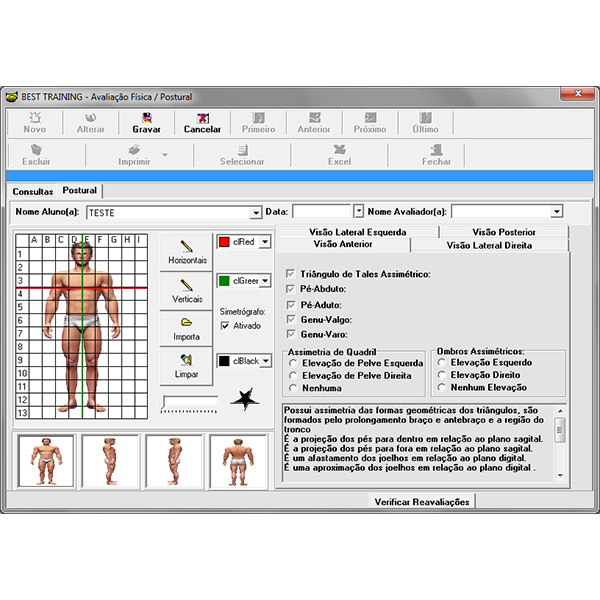 BEST TRAINING - Avaliação Física / Postural
Novo Alterar Gravar Cancelar Primeiro Anterior Próximo Último
Excluir Imprimir Selecionar Excel Fechar
Consultas Postural
Nome Aluno(a): TESTE Data: Nome Avaliador(a):
A B C D E F G H I
1
2
3
4
5
6
7
8
9
10
11
12
13
Horizontais
Verticais
Importa
Limpar
clRed
clGreen
Simetrógrafo:
Ativado
clBlack
Visão Lateral Esquerda Visão Posterior
Visão Anterior Visão Lateral Direita
Triângulo de Tales Assimétrico:
Pé-Abduto:
Pé-Aduto:
Genu-Valgo:
Genu-Varo:
Assimetria de Quadril
Elevação de Pelve Esquerda
Elevação de Pelve Direita
Nenhuma
Ombros Assimétricos:
Elevação Esquerdo
Elevação Direito
Nenhum Elevação
Possui assimetria das formas geométricas dos triângulos, são
formados pelo prolongamento braço e antebraço e a região do
tronco
É a projeção dos pés para dentro em relação ao plano sagital.
É a projeção dos pés para fora em relação ao plano sagital.
É um afastamento dos joelhos em relação ao plano digital.
É uma aproximação dos joelhos em relação ao plano digital .
Verificar Reavaliações